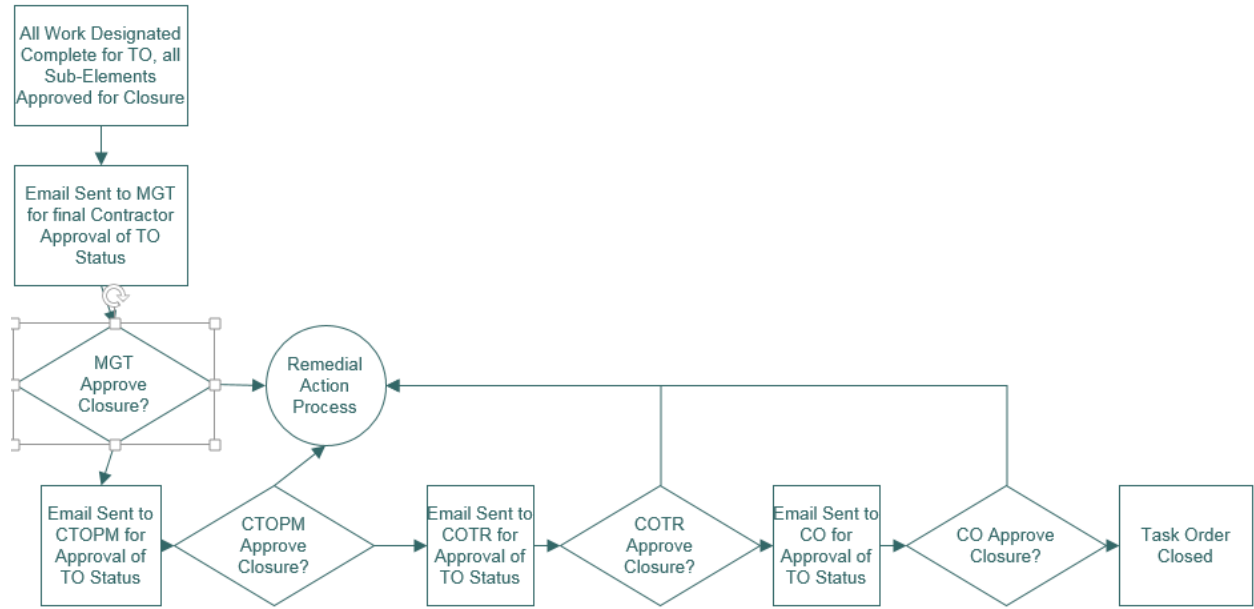 All Work Designated
Complete for TO, all
Sub-Elements
Approved for Closure
Email Sent to MGT
for final Contractor
Approval of TO
Status
MGT
Approve
Closure?
Remedial
Action
Process
Email Sent to
CTOPM for
Approval of
TO Status
CTOPM
Approve
Closure?
Email Sent to
COTR for
Approval of
TO Status
COTR
Approve
Closure?
Email Sent to
CO for
Approval of
TO Status
CO Approve
Closure?
Task Order
Closed